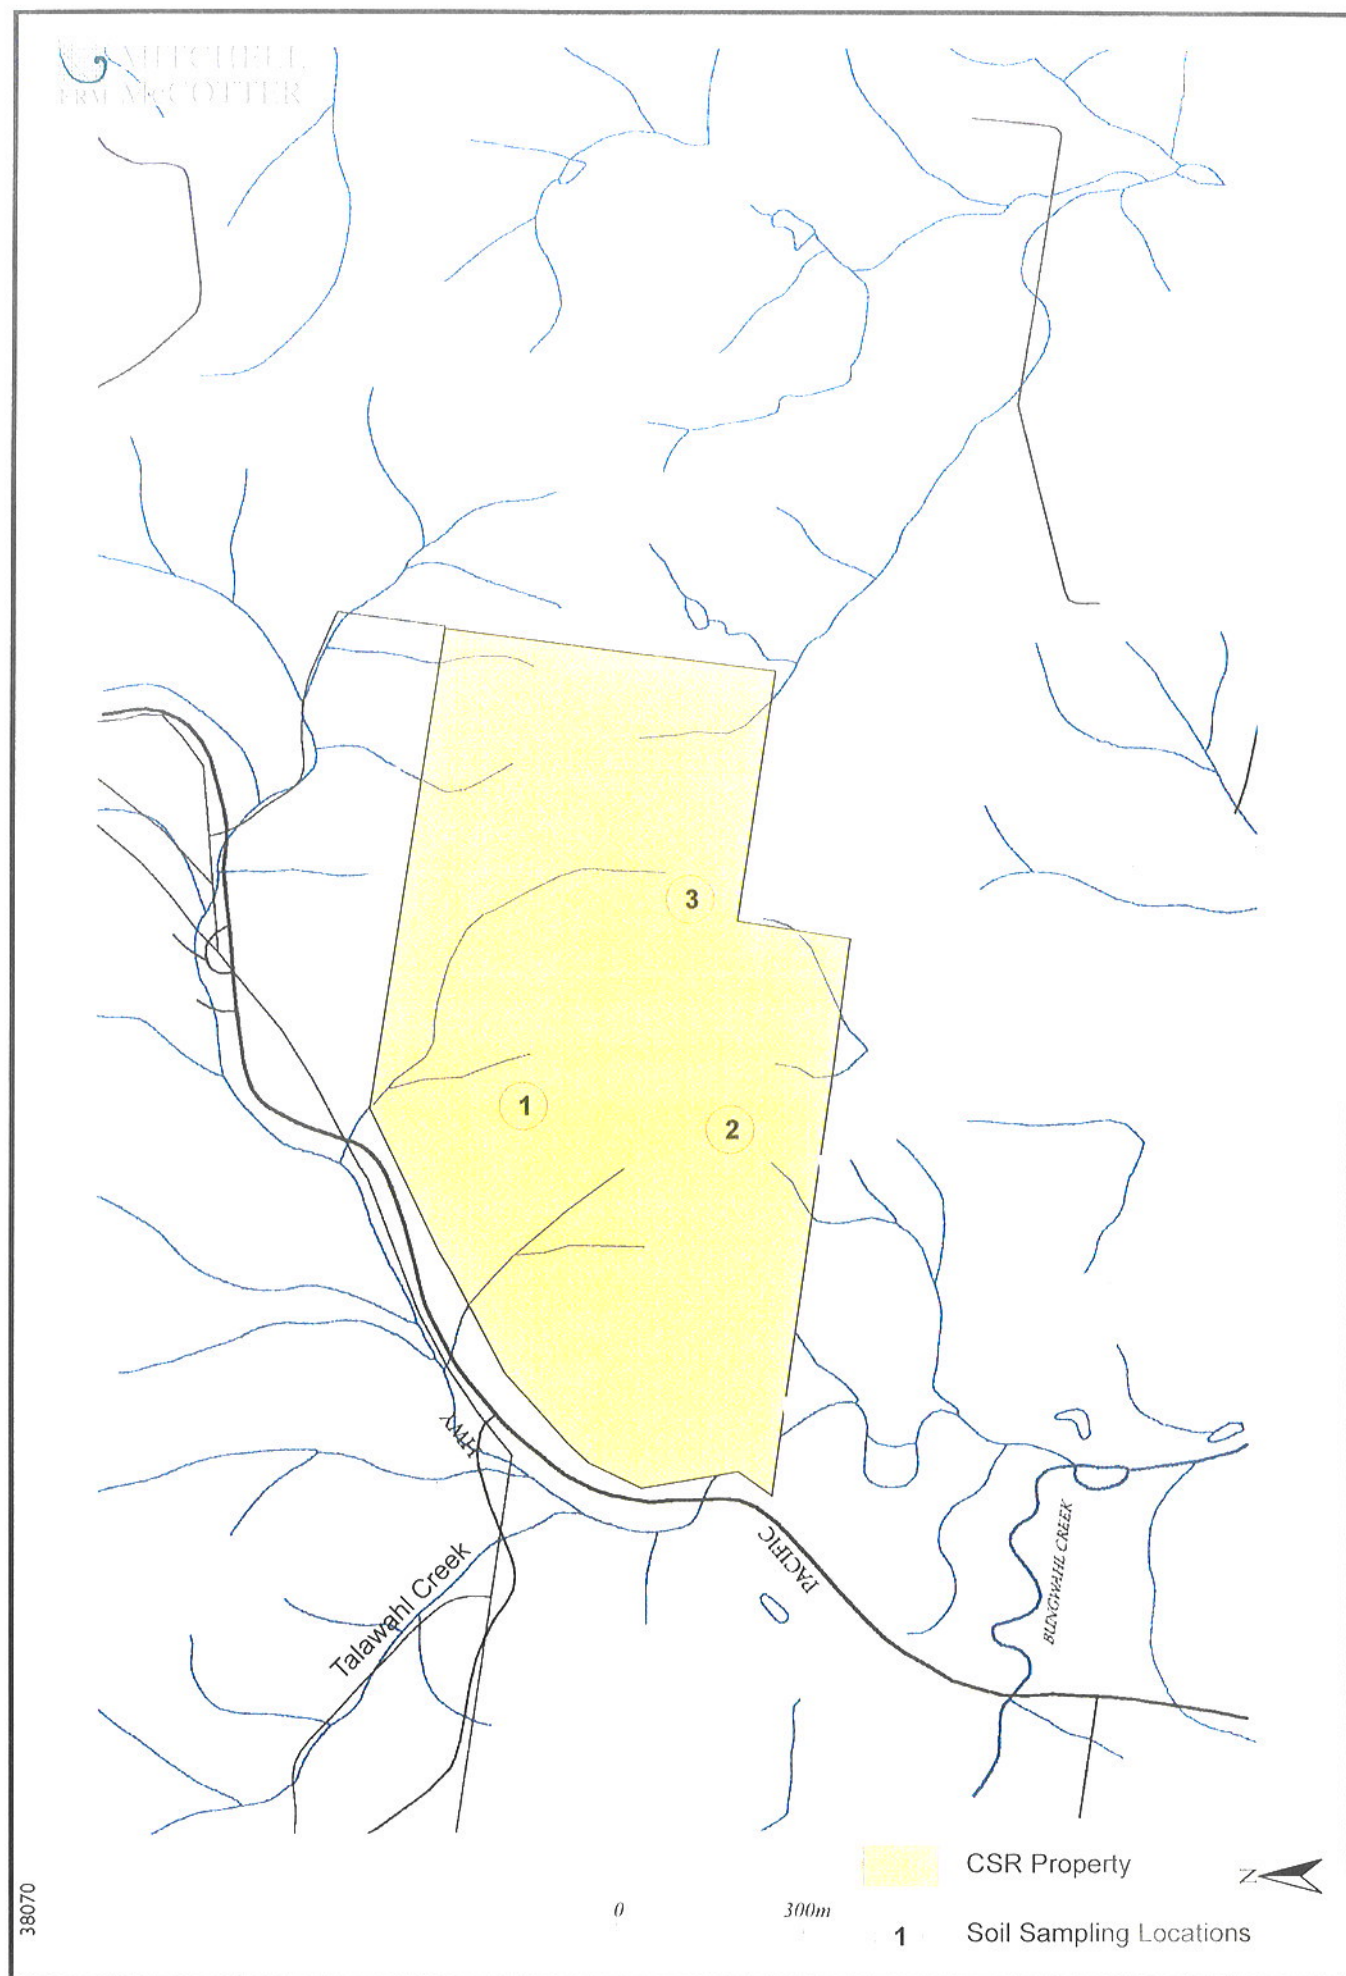 MITCHELL
ERM McCOTTER
3
1
2
HWY
Talawahl Creek
PACIFIC
BUNGWAHL CREEK
CSR Property
N
38070
0 300m
1 Soil Sampling Locations